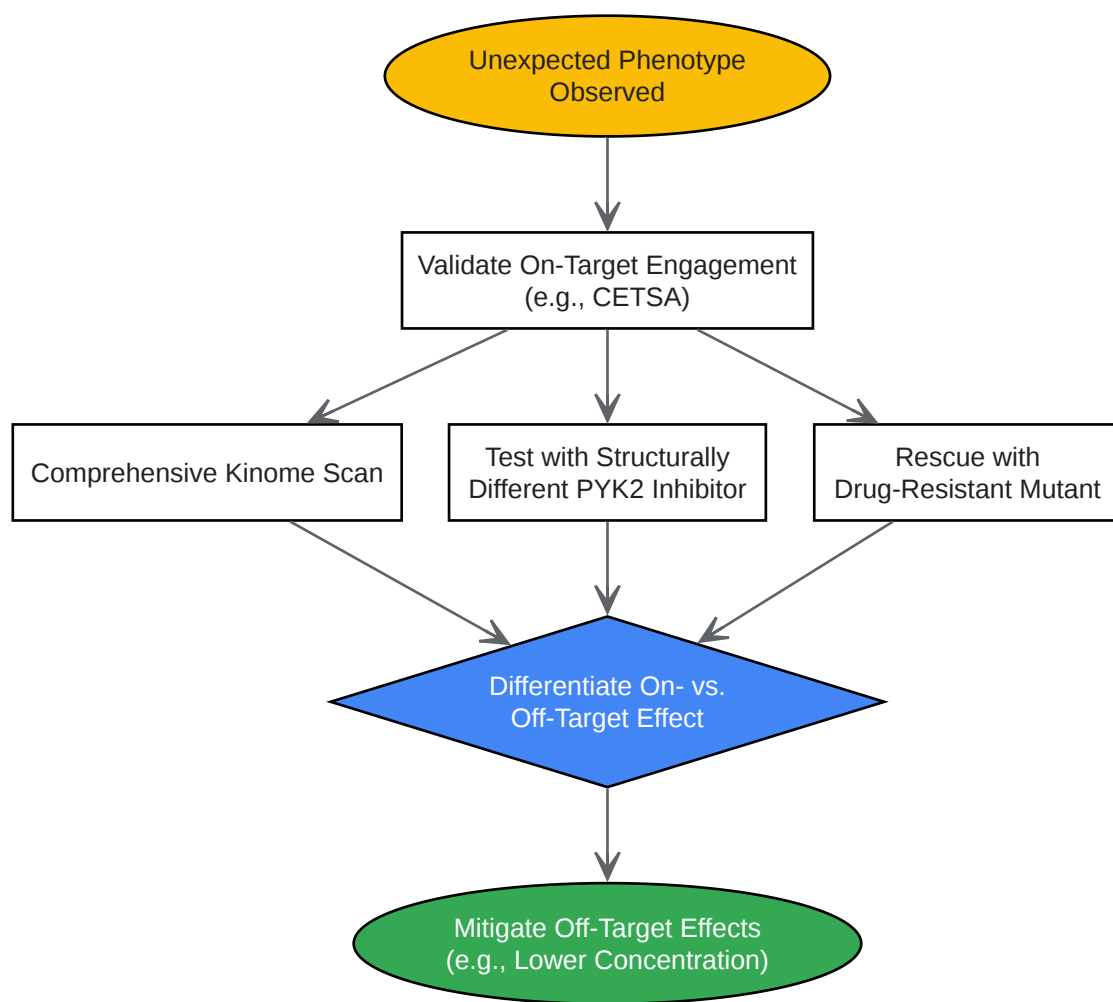 Unexpected Phenotype
Observed
Validate On-Target Engagement
(e.g., CETSA)
Comprehensive Kinome Scan
Test with Structurally
Different PYK2 Inhibitor
Rescue with
Drug-Resistant Mutant
Differentiate On- vs.
Off-Target Effect
Mitigate Off-Target Effects
(e.g., Lower Concentration)